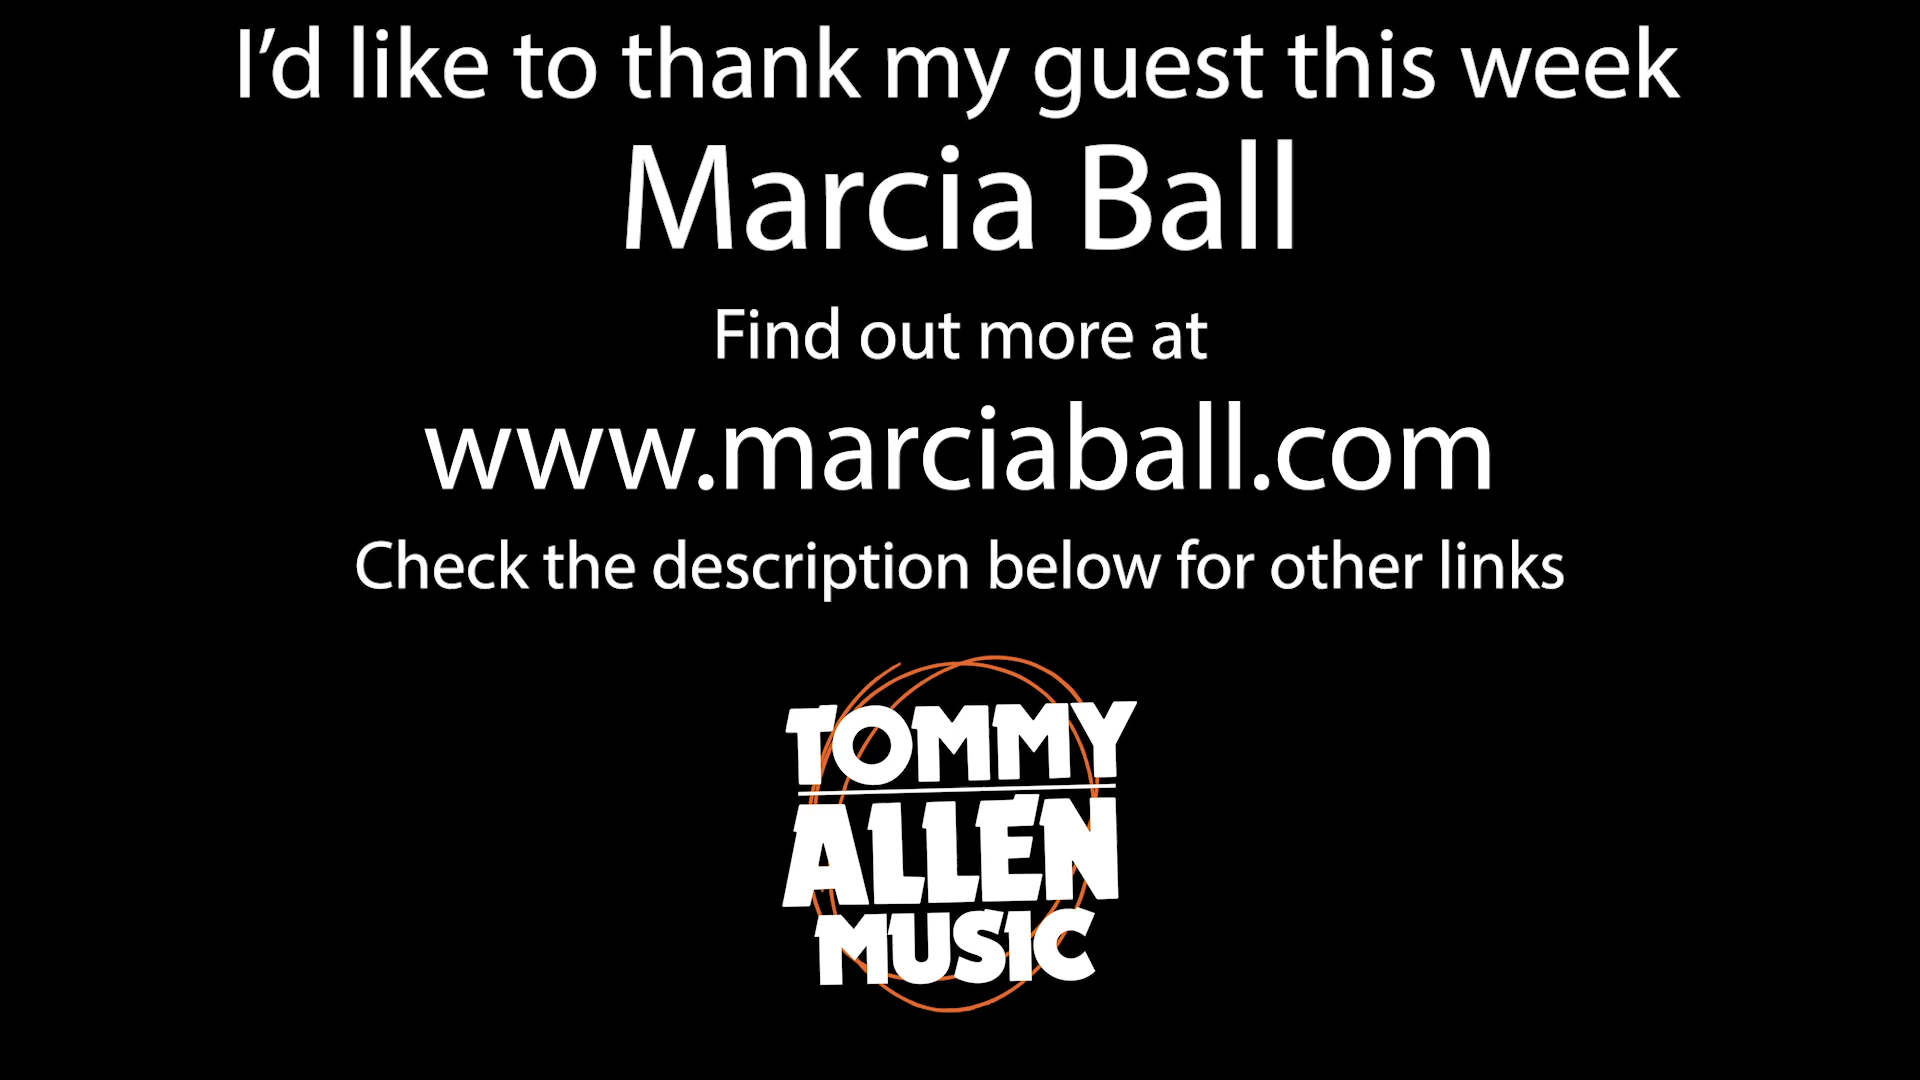 I’d like to thank my guest this week
Marcia Ball
Find out more at
www.marciaball.com
Check the description below for other links
TOMMY
ALLEN
MUSIC